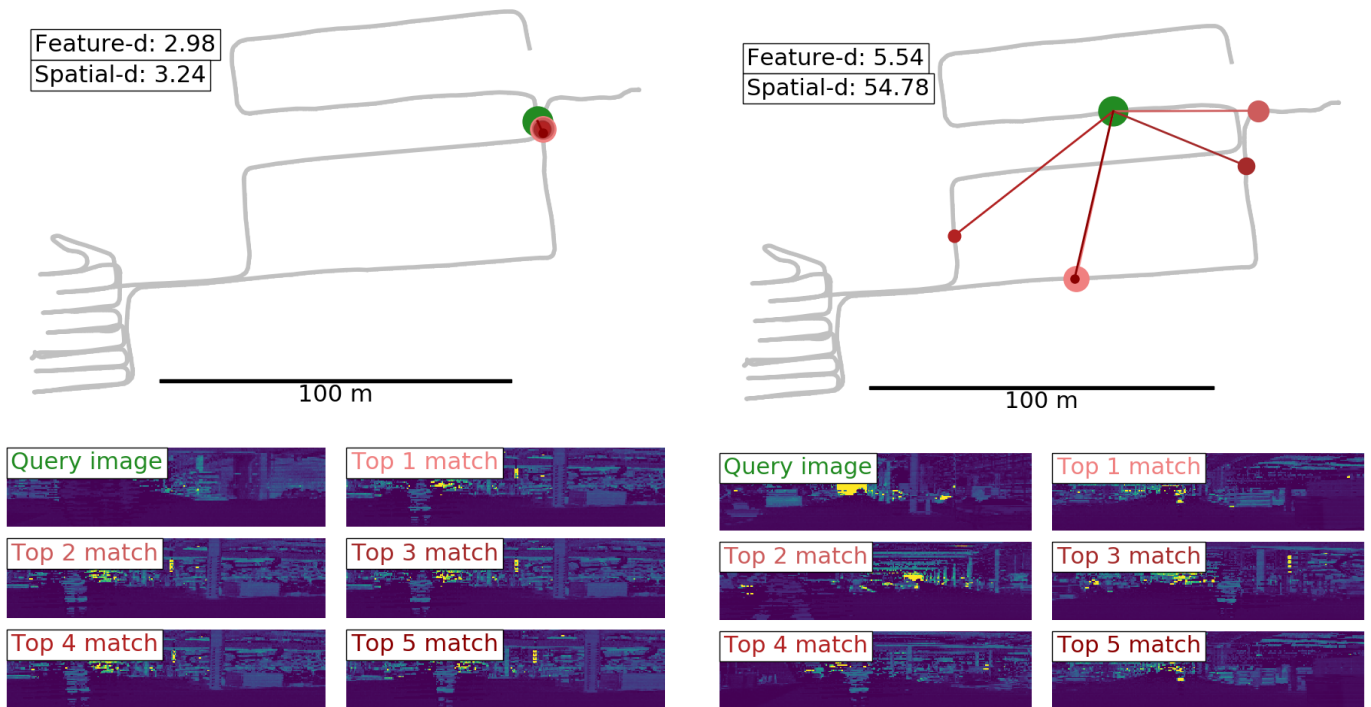 Feature-d: 2.98
Spatial-d: 3.24
100 m
Query image
Top 1 match
Top 2 match
Top 3 match
Top 4 match
Top 5 match
Feature-d: 5.54
Spatial-d: 54.78
100 m
Query image
Top 1 match
Top 2 match
Top 3 match
Top 4 match
Top 5 match